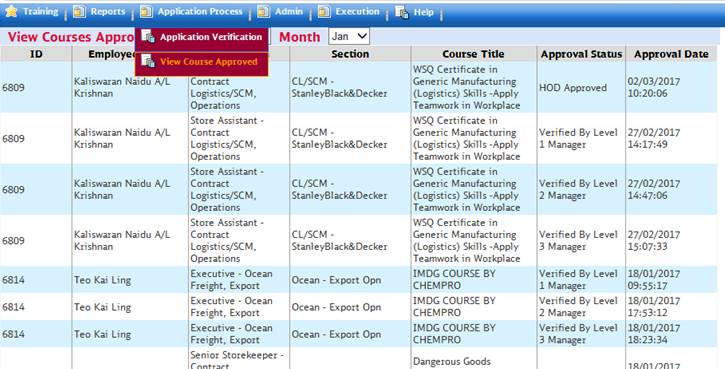 Training | Reports | Application Process | Admin | Execution | Help |
View Courses Appro Month Jan
Application Verification
View Course Approved
ID Employee Section Course Title Approval Status Approval Date
6809
Kaliswaran Naidu A/L
Krishnan
Contract
Logistics/SCM,
Operations
CL/SCM -
StanleyBlack&Decker
WSQ Certificate in
Generic Manufacturing
(Logistics) Skills -Apply
Teamwork in Workplace
HOD Approved
02/03/2017
10:20:06
6809
Kaliswaran Naidu A/L
Krishnan
Store Assistant -
Contract
Logistics/SCM,
Operations
CL/SCM -
StanleyBlack&Decker
WSQ Certificate in
Generic Manufacturing
(Logistics) Skills -Apply
Teamwork in Workplace
Verified By Level
1 Manager
27/02/2017
14:17:49
6809
Kaliswaran Naidu A/L
Krishnan
Store Assistant -
Contract
Logistics/SCM,
Operations
CL/SCM -
StanleyBlack&Decker
WSQ Certificate in
Generic Manufacturing
(Logistics) Skills -Apply
Teamwork in Workplace
Verified By Level
2 Manager
27/02/2017
14:47:06
6809
Kaliswaran Naidu A/L
Krishnan
Store Assistant -
Contract
Logistics/SCM,
Operations
CL/SCM -
StanleyBlack&Decker
WSQ Certificate in
Generic Manufacturing
(Logistics) Skills -Apply
Teamwork in Workplace
Verified By Level
3 Manager
27/02/2017
15:07:33
6814
Teo Kai Ling
Executive - Ocean
Freight, Export
Ocean - Export Opn
IMDG COURSE BY
CHEMPRO
Verified By Level
1 Manager
18/01/2017
09:55:17
6814
Teo Kai Ling
Executive - Ocean
Freight, Export
Ocean - Export Opn
IMDG COURSE BY
CHEMPRO
Verified By Level
2 Manager
18/01/2017
17:53:12
6814
Teo Kai Ling
Executive - Ocean
Freight, Export
Ocean - Export Opn
IMDG COURSE BY
CHEMPRO
Verified By Level
3 Manager
18/01/2017
18:23:34
Senior Storekeeper -
Contract
Dangerous Goods
18/01/2017